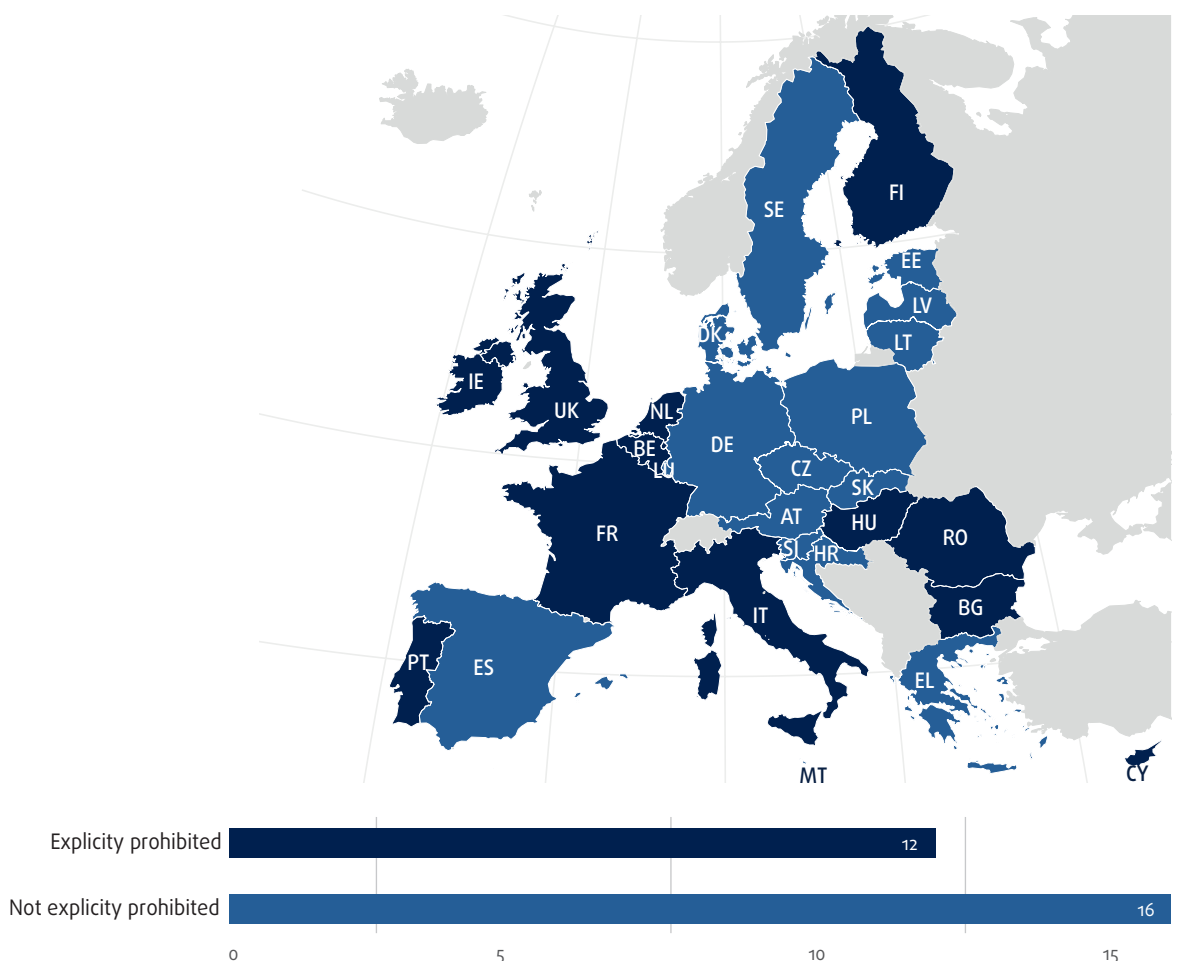 FI
SE
EE
LV
DK
LT
IE
UK
NL
PL
BE
DE
LU
CZ
SK
AT
HU
FR
SI
HR
RO
BG
IT
PT
ES
EL
MT
CY
Explicity prohibited
12
Not explicity prohibited
16
0 5 10 15